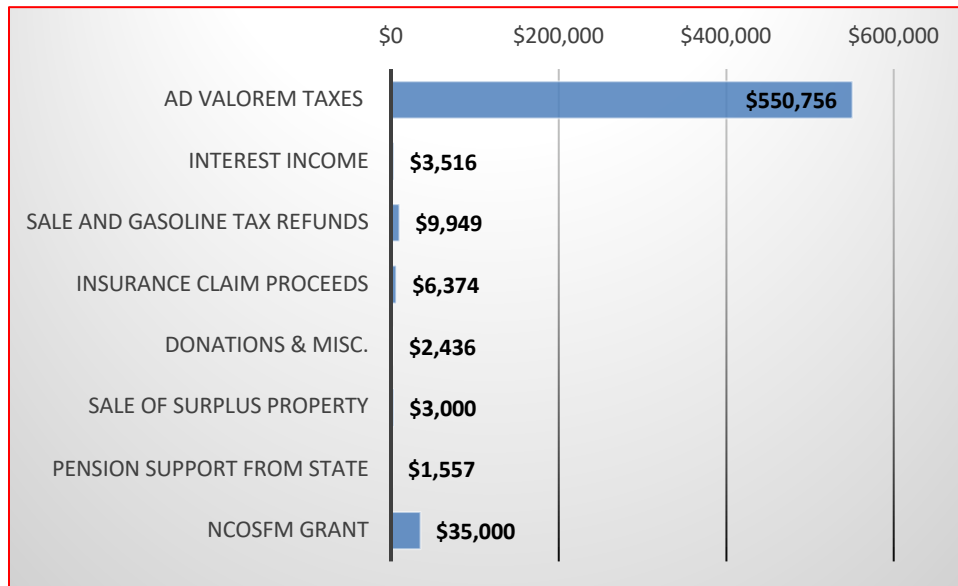 $0 $200,000 $400,000 $600,000
AD VALOREM TAXES $550,756
INTEREST INCOME $3,516
SALE AND GASOLINE TAX REFUNDS $9,949
INSURANCE CLAIM PROCEEDS $6,374
DONATIONS & MISC. $2,436
SALE OF SURPLUS PROPERTY $3,000
PENSION SUPPORT FROM STATE $1,557
NCOSFM GRANT $35,000